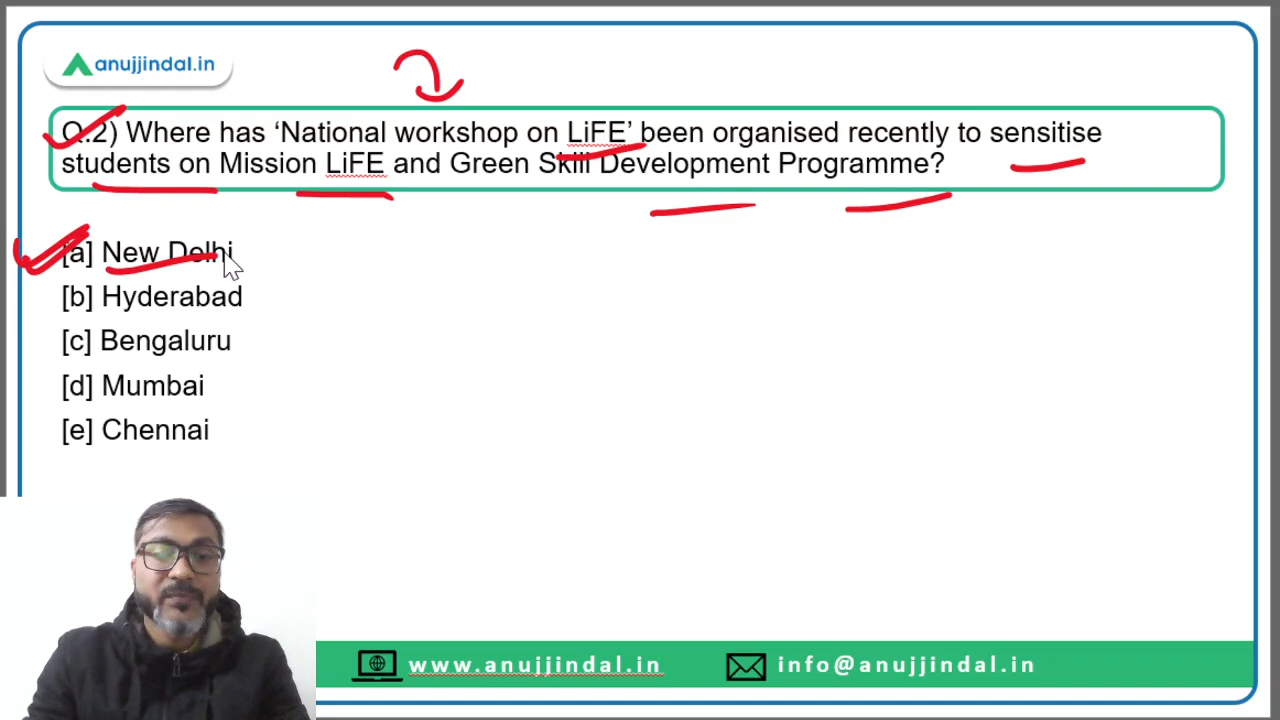 anujjindal.in
Q.2) Where has ‘National workshop on LiFE’ been organised recently to sensitise
students on Mission LiFE and Green Skill Development Programme?
[a] New Delhi
[b] Hyderabad
[c] Bengaluru
[d] Mumbai
[e] Chennai
www.anujjindal.in
info@anujjindal.in